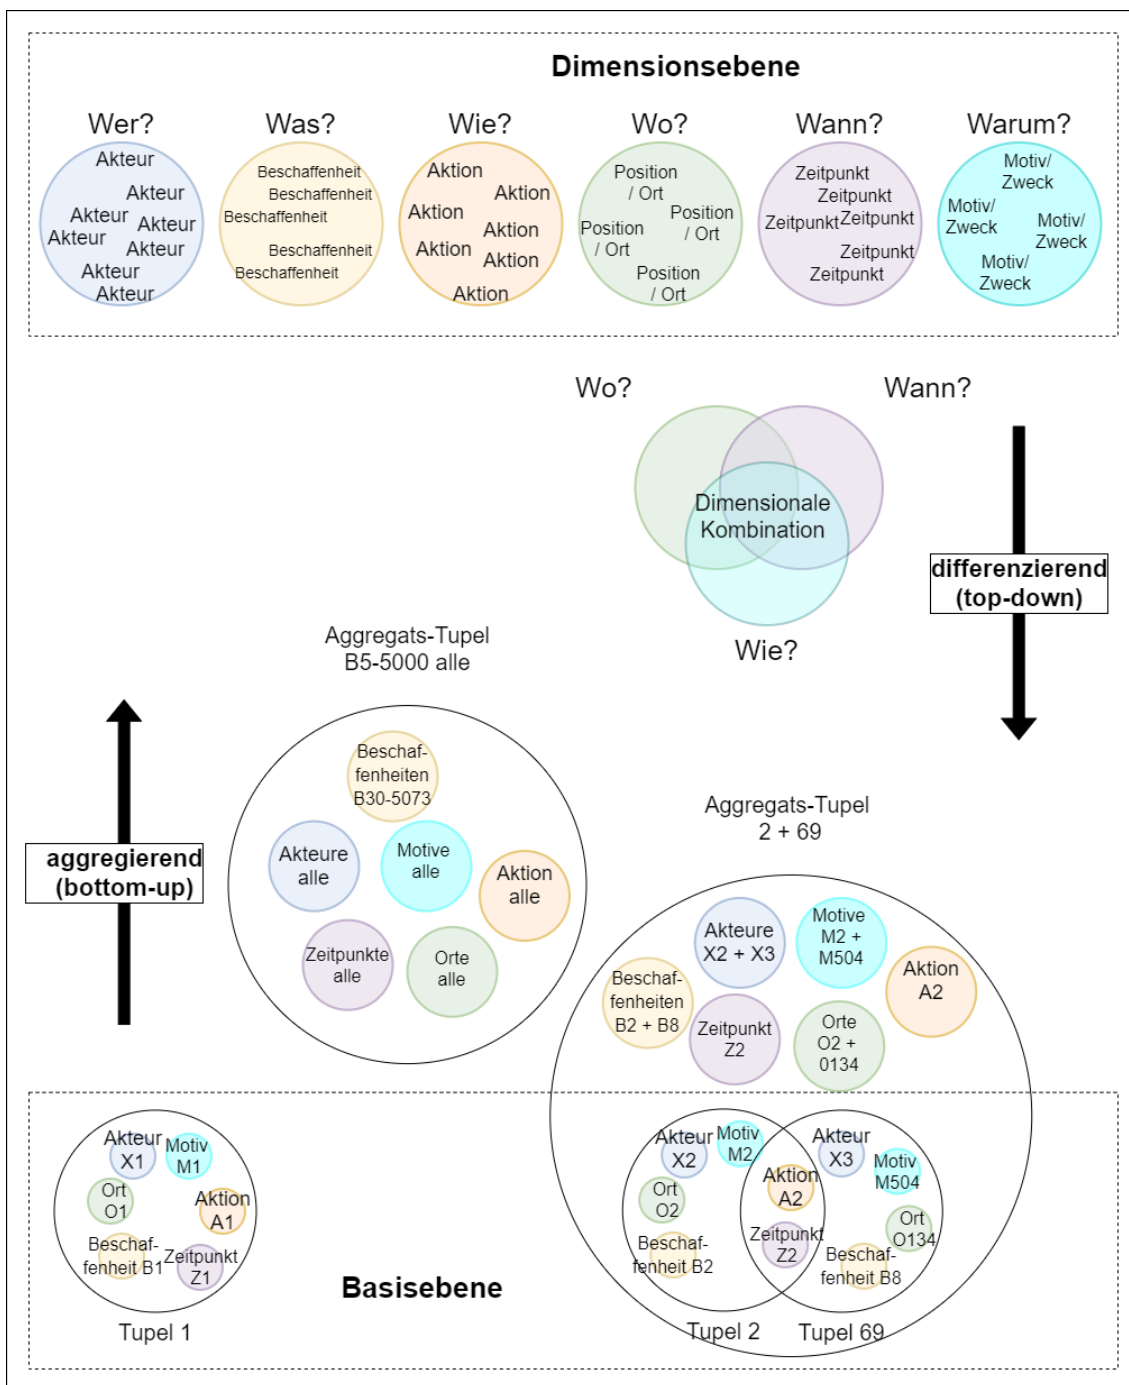 Dimensionsebene
Wer?
Was?
Wie?
Wo?
Wann?
Warum?
Akteur
Akteur
Akteur
Akteur
Akteur
Akteur
Akteur
Akteur
Beschaffenheit
Beschaffenheit
Beschaffenheit
Beschaffenheit
Beschaffenheit
Aktion
Aktion
Aktion
Aktion
Aktion
Aktion
Aktion
Position
/ Ort
Position
/ Ort
Position
/ Ort
Position
/ Ort
Zeitpunkt
Zeitpunkt
Zeitpunkt
Zeitpunkt
Zeitpunkt
Zeitpunkt
Motiv/
Zweck
Motiv/
Zweck
Motiv/
Zweck
Motiv/
Zweck
Wo?
Wann?
Dimensionale
Kombination
Wie?
differenzierend
(top-down)
Aggregats-Tupel
B5-5000 alle
Beschaf-
fenheiten
B30-5073
Akteure
alle
Motive
alle
Aktion
alle
Zeitpunkte
alle
Orte
alle
aggregierend
(bottom-up)
Aggregats-Tupel
2 + 69
Akteure
X2 + X3
Motive
M2 +
M504
Aktion
A2
Beschaf-
fenheiten
B2 + B8
Zeitpunkt
Z2
Orte
O2 +
0134
Akteur
X1
Motiv
M1
Ort
O1
Aktion
A1
Beschaf-
fenheit B1
Zeitpunkt
Z1
Tupel 1
Basisebene
Akteur
X2
Motiv
M2
Ort
O2
Beschaf-
fenheit B2
Aktion
A2
Zeitpunkt
Z2
Akteur
X3
Motiv
M504
Ort
O134
Beschaf-
fenheit B8
Tupel 2
Tupel 69